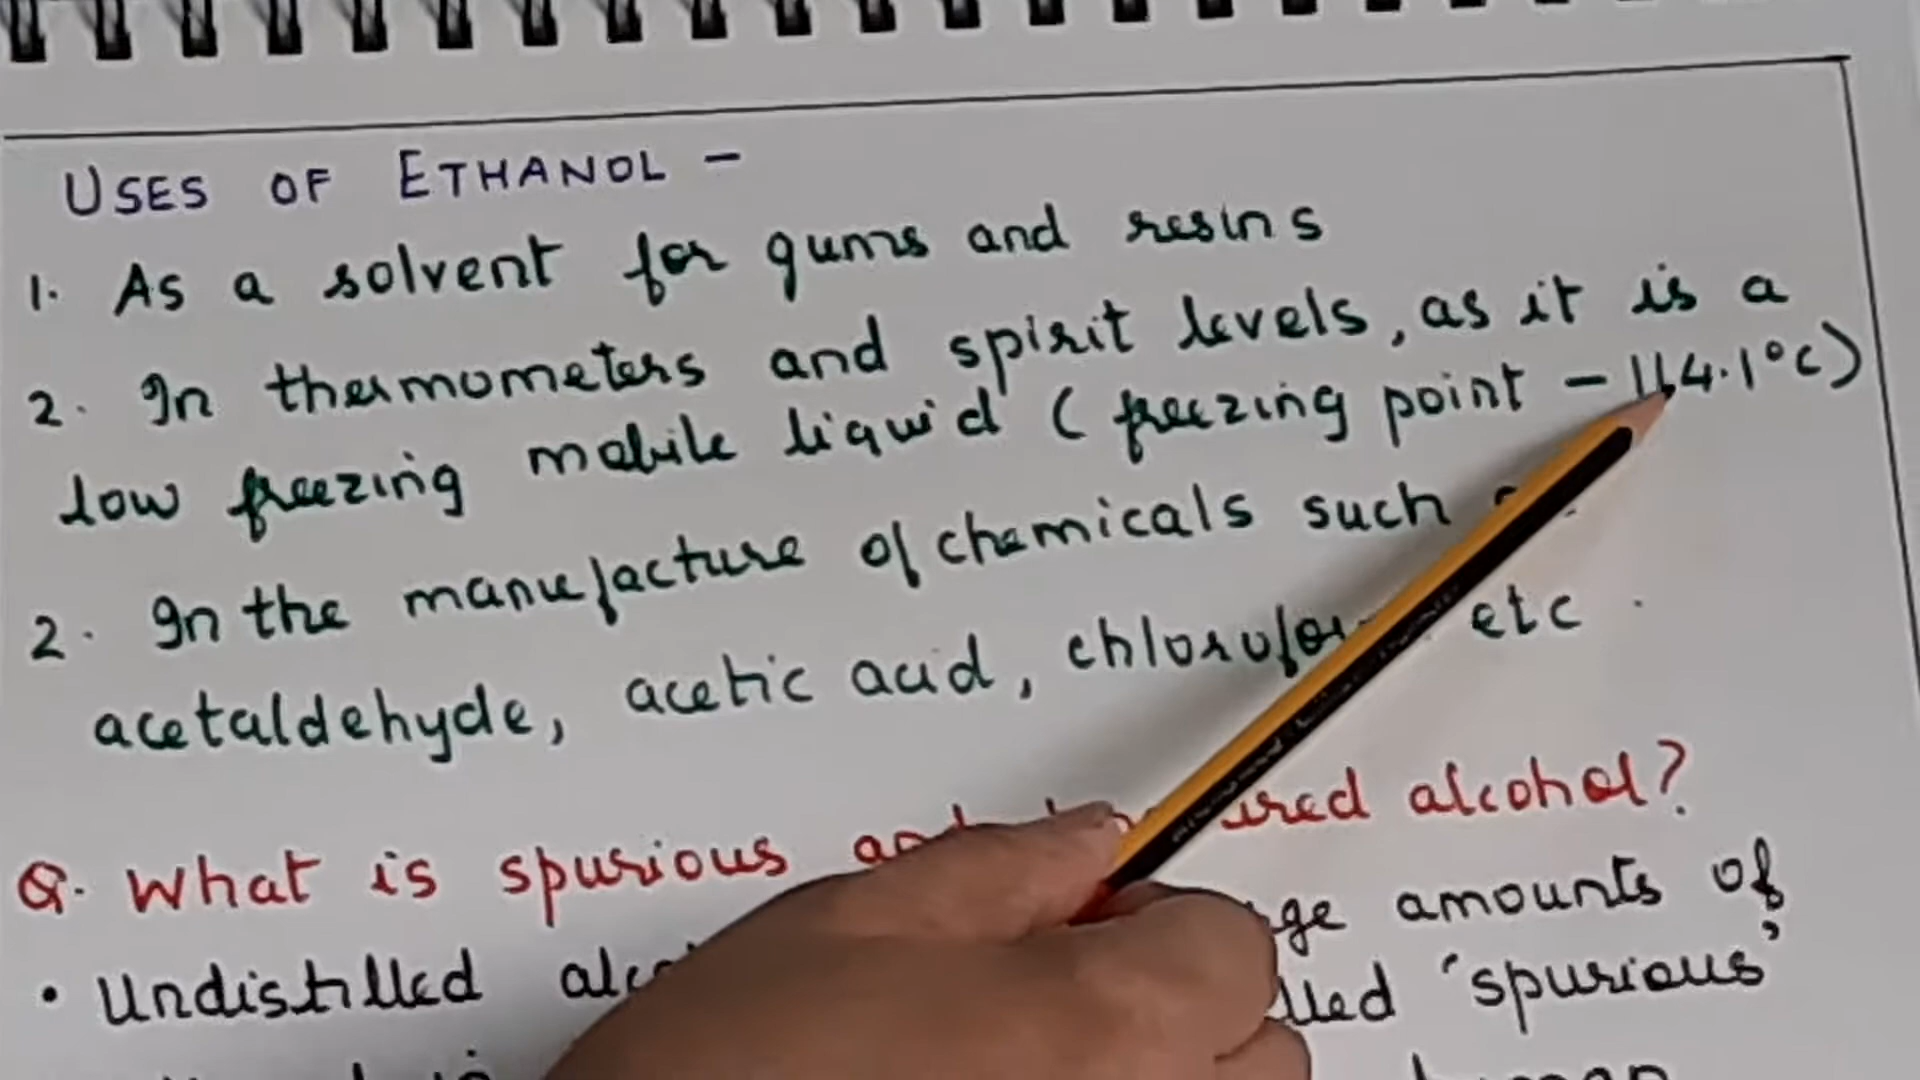 USES OF ETHANOL -
1. As a solvent for gums and resins
2. In thermometers and spirit levels, as it is a
low freezing mobile liquid (freezing point - 114.1°C)
2. In the manufacture of chemicals such
acetaldehyde, acetic acid, etc.
Q. What is spurious alcohol?
• Undistilled amounts of
'spurious'